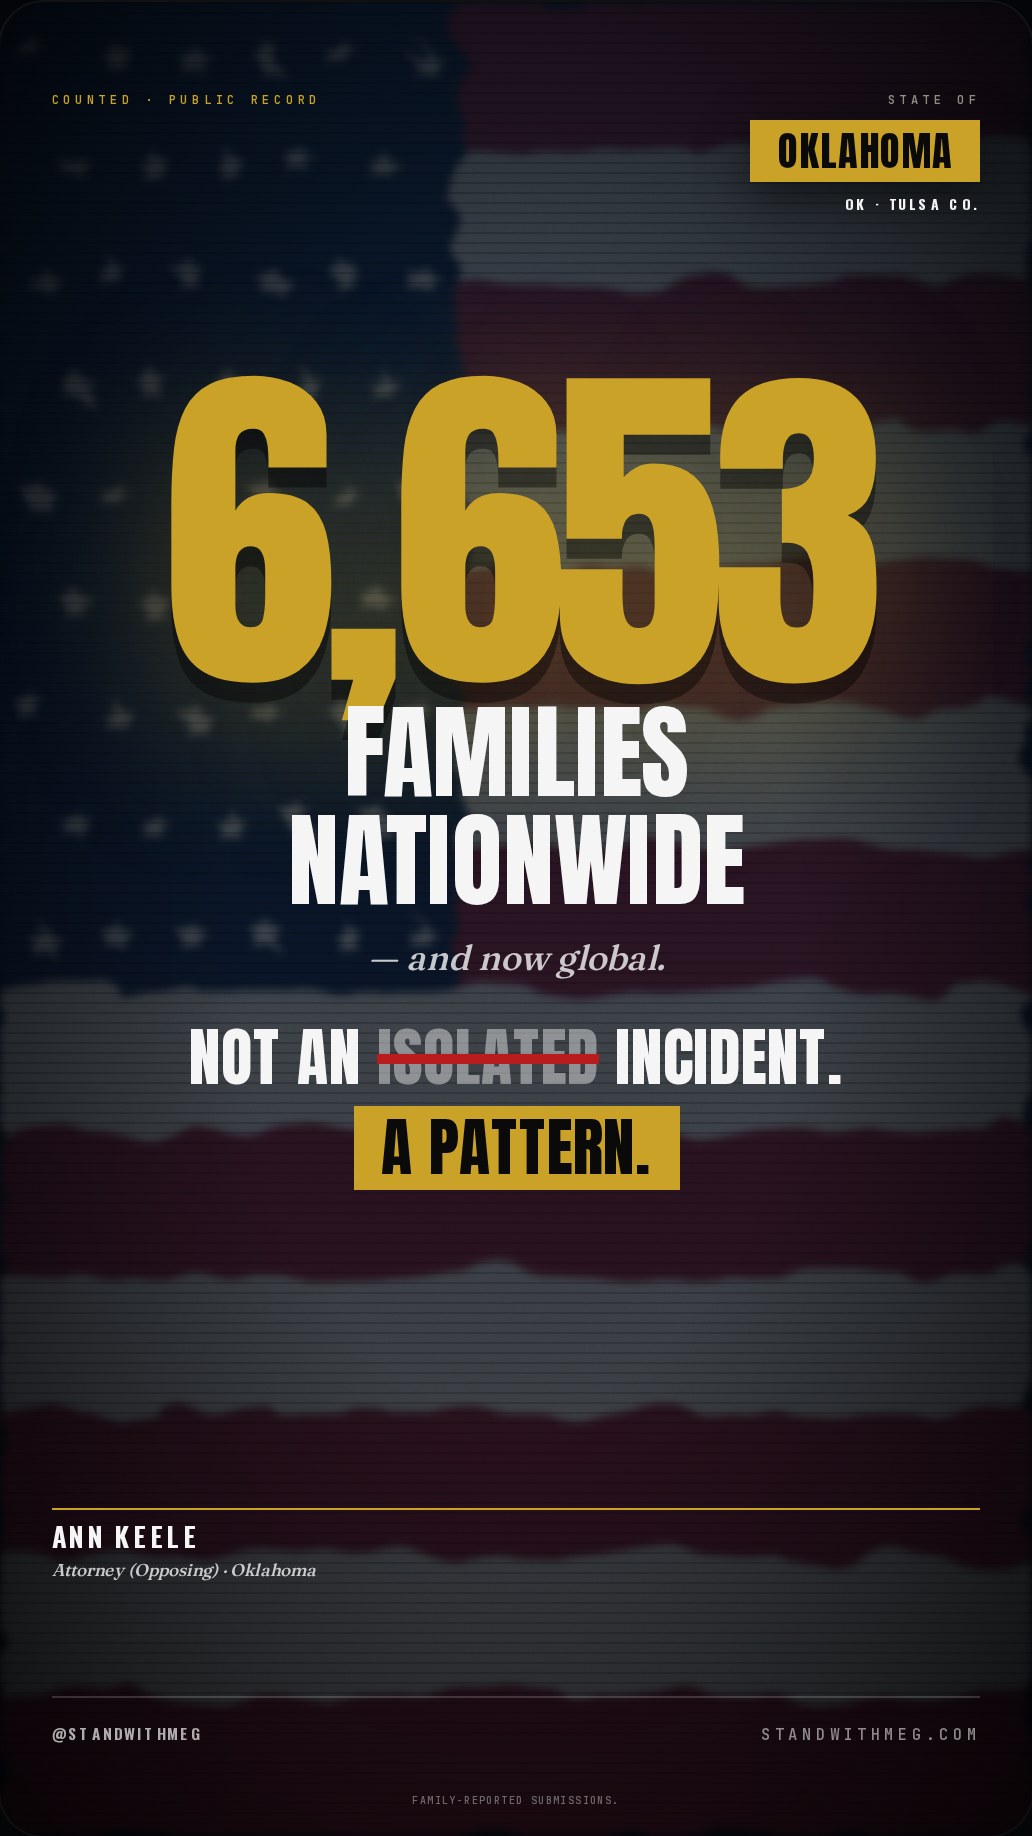 COUNTED · PUBLIC RECORD
STATE OF
OKLAHOMA
OK · TULSA CO.
6,653
FAMILIES
NATIONWIDE
— and now global.
NOT AN ISOLATED INCIDENT.
A PATTERN.
ANN KEELE
Attorney (Opposing) · Oklahoma
@STANDWITHMEG
STANDWITHMEG.COM
FAMILY-REPORTED SUBMISSIONS.